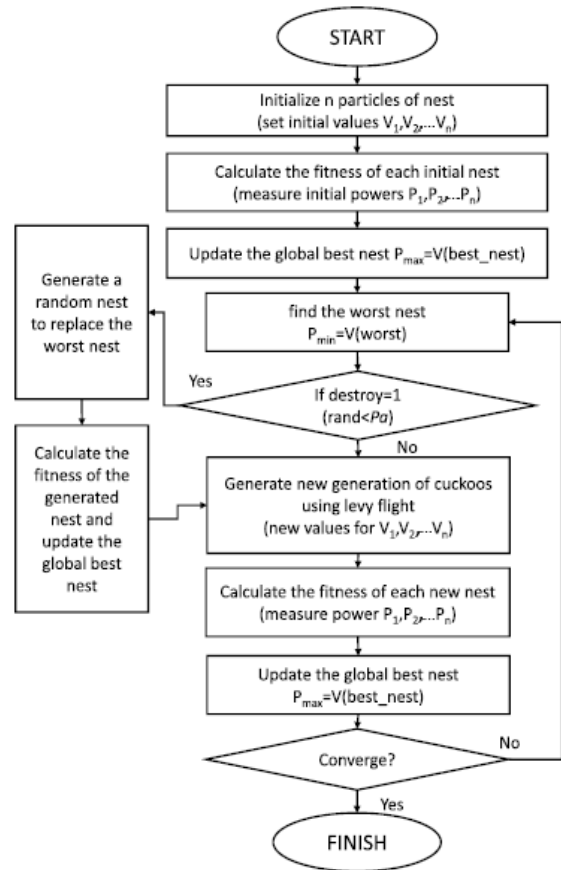 START
Initialize n particles of nest
(set initial values V₁,V₂,...Vₙ)
Calculate the fitness of each initial nest
(measure initial powers P₁,P₂,...Pₙ)
Update the global best nest Pₘₐₓ=V(best_nest)
find the worst nest
Pₘᵢₙ=V(worst)
Yes
If destroy=1
(rand<Pa)
No
Generate a
random nest
to replace the
worst nest
Calculate the
fitness of the
generated
nest and
update the
global best
nest
Generate new generation of cuckoos
using levy flight
(new values for V₁,V₂,...Vₙ)
Calculate the fitness of each new nest
(measure power P₁,P₂,...Pₙ)
Update the global best nest
Pₘₐₓ=V(best_nest)
Converge?
No
Yes
FINISH